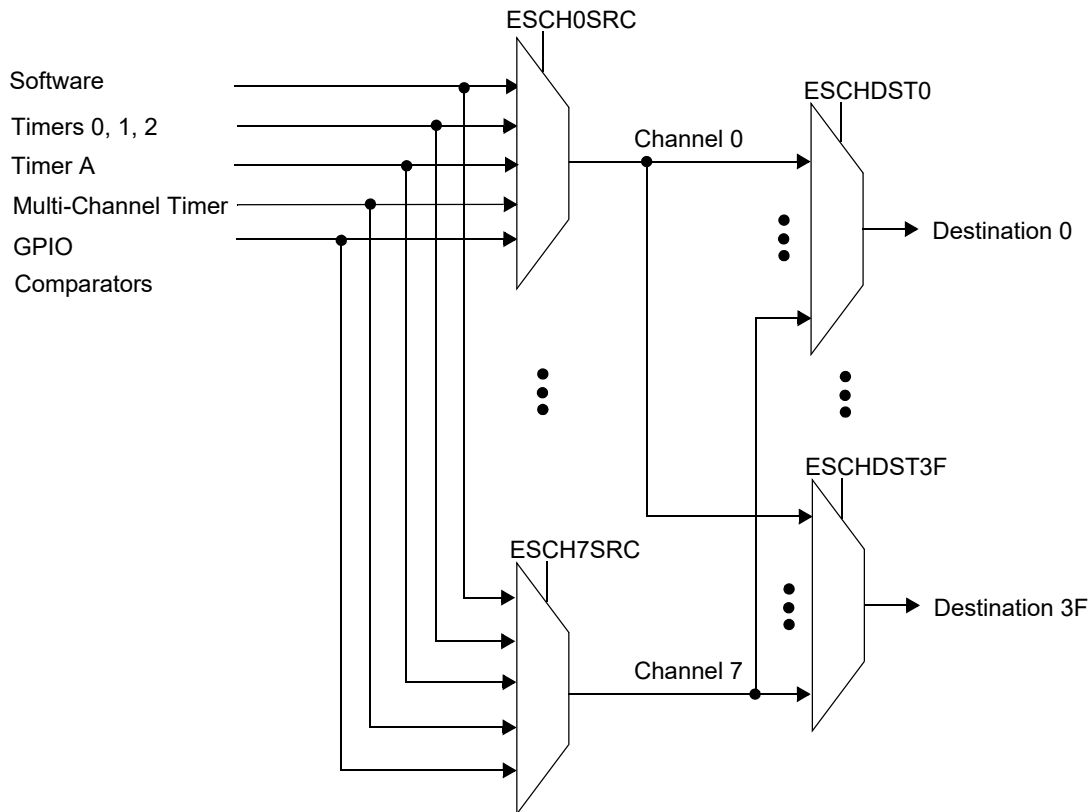 ESCH0SRC
Software
Timers 0, 1, 2
Timer A
Multi-Channel Timer
GPIO
Comparators
Channel 0
ESCHDST0
Destination 0
ESCHDST3F
ESCH7SRC
Destination 3F
Channel 7